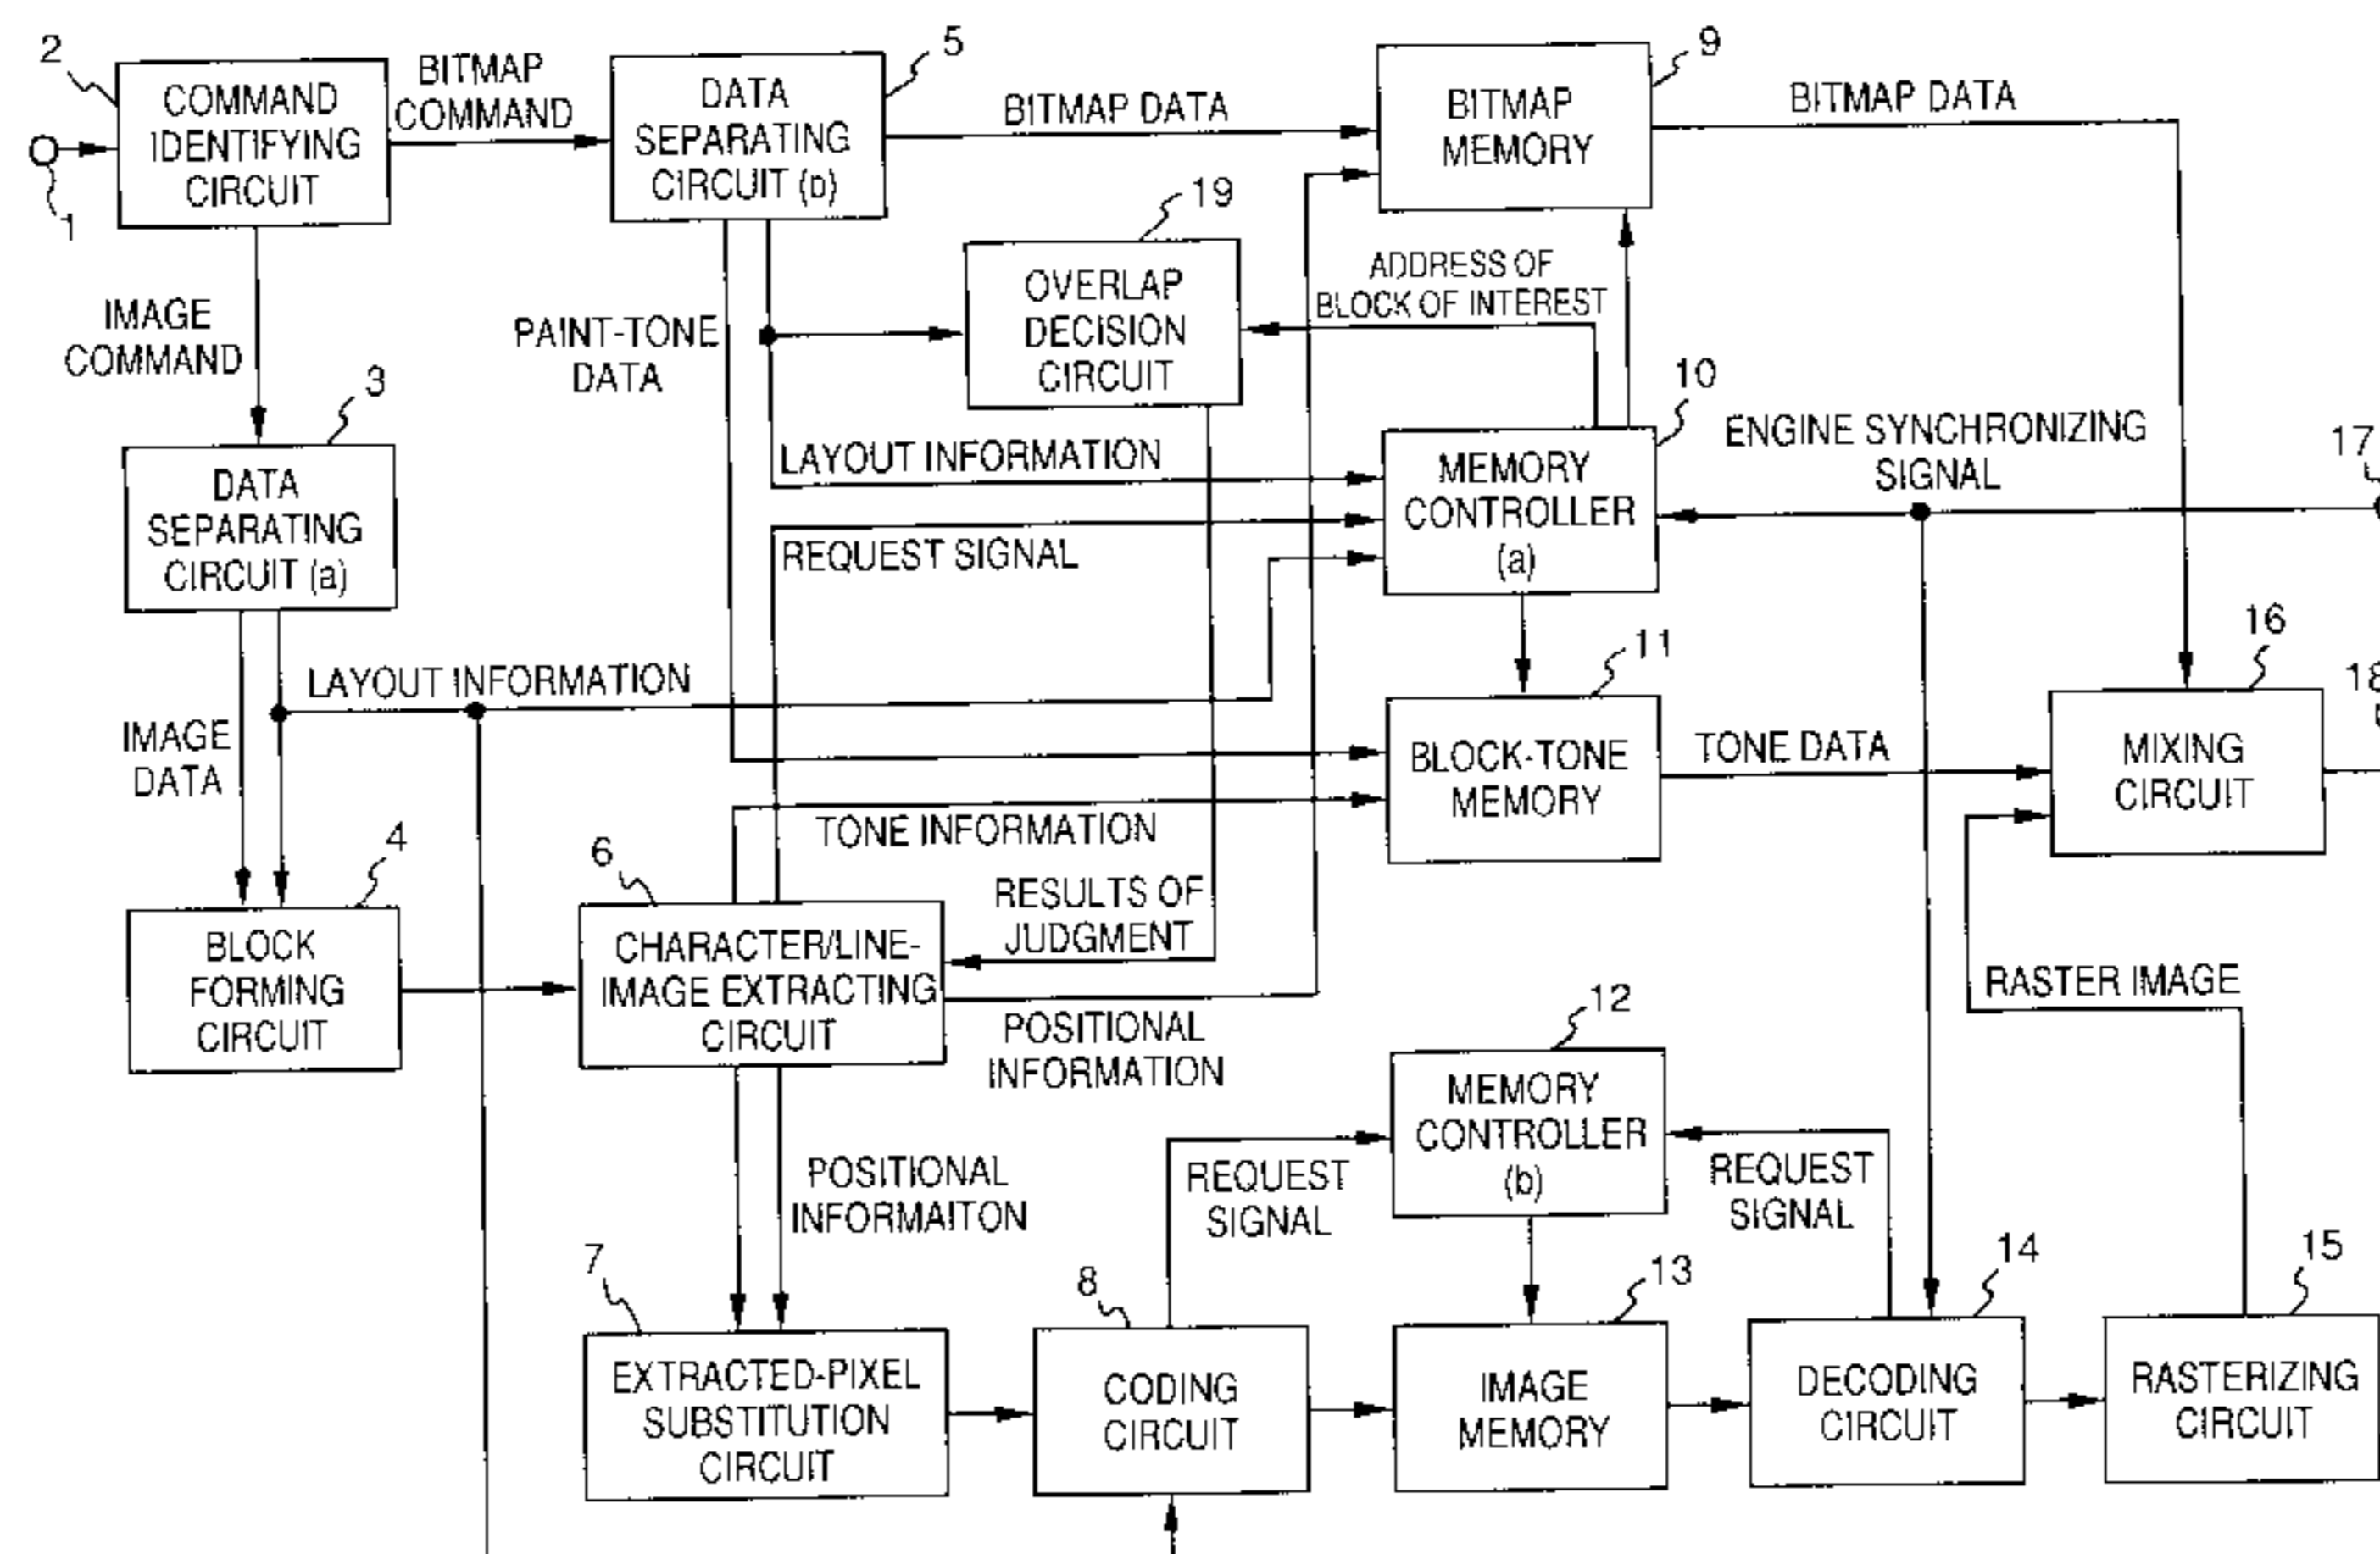 2
COMMAND
IDENTIFYING
CIRCUIT
1
BITMAP
COMMAND
5
DATA
SEPARATING
CIRCUIT (b)
BITMAP DATA
9
BITMAP
MEMORY
BITMAP DATA
19
OVERLAP
DECISION
CIRCUIT
ADDRESS OF
BLOCK OF INTEREST
IMAGE
COMMAND
PAINT-TONE
DATA
3
DATA
SEPARATING
CIRCUIT (a)
LAYOUT INFORMATION
REQUEST SIGNAL
10
MEMORY
CONTROLLER
(a)
ENGINE SYNCHRONIZING
SIGNAL
17
LAYOUT INFORMATION
IMAGE
DATA
11
BLOCK-TONE
MEMORY
TONE DATA
16
MIXING
CIRCUIT
18
TONE INFORMATION
4
BLOCK
FORMING
CIRCUIT
6
CHARACTER/LINE-
IMAGE EXTRACTING
CIRCUIT
RESULTS OF
JUDGMENT
POSITIONAL
INFORMATION
RASTER IMAGE
12
MEMORY
CONTROLLER
(b)
POSITIONAL
INFORMAITON
REQUEST
SIGNAL
REQUEST
SIGNAL
7
EXTRACTED-PIXEL
SUBSTITUTION
CIRCUIT
8
CODING
CIRCUIT
13
IMAGE
MEMORY
14
DECODING
CIRCUIT
15
RASTERIZING
CIRCUIT